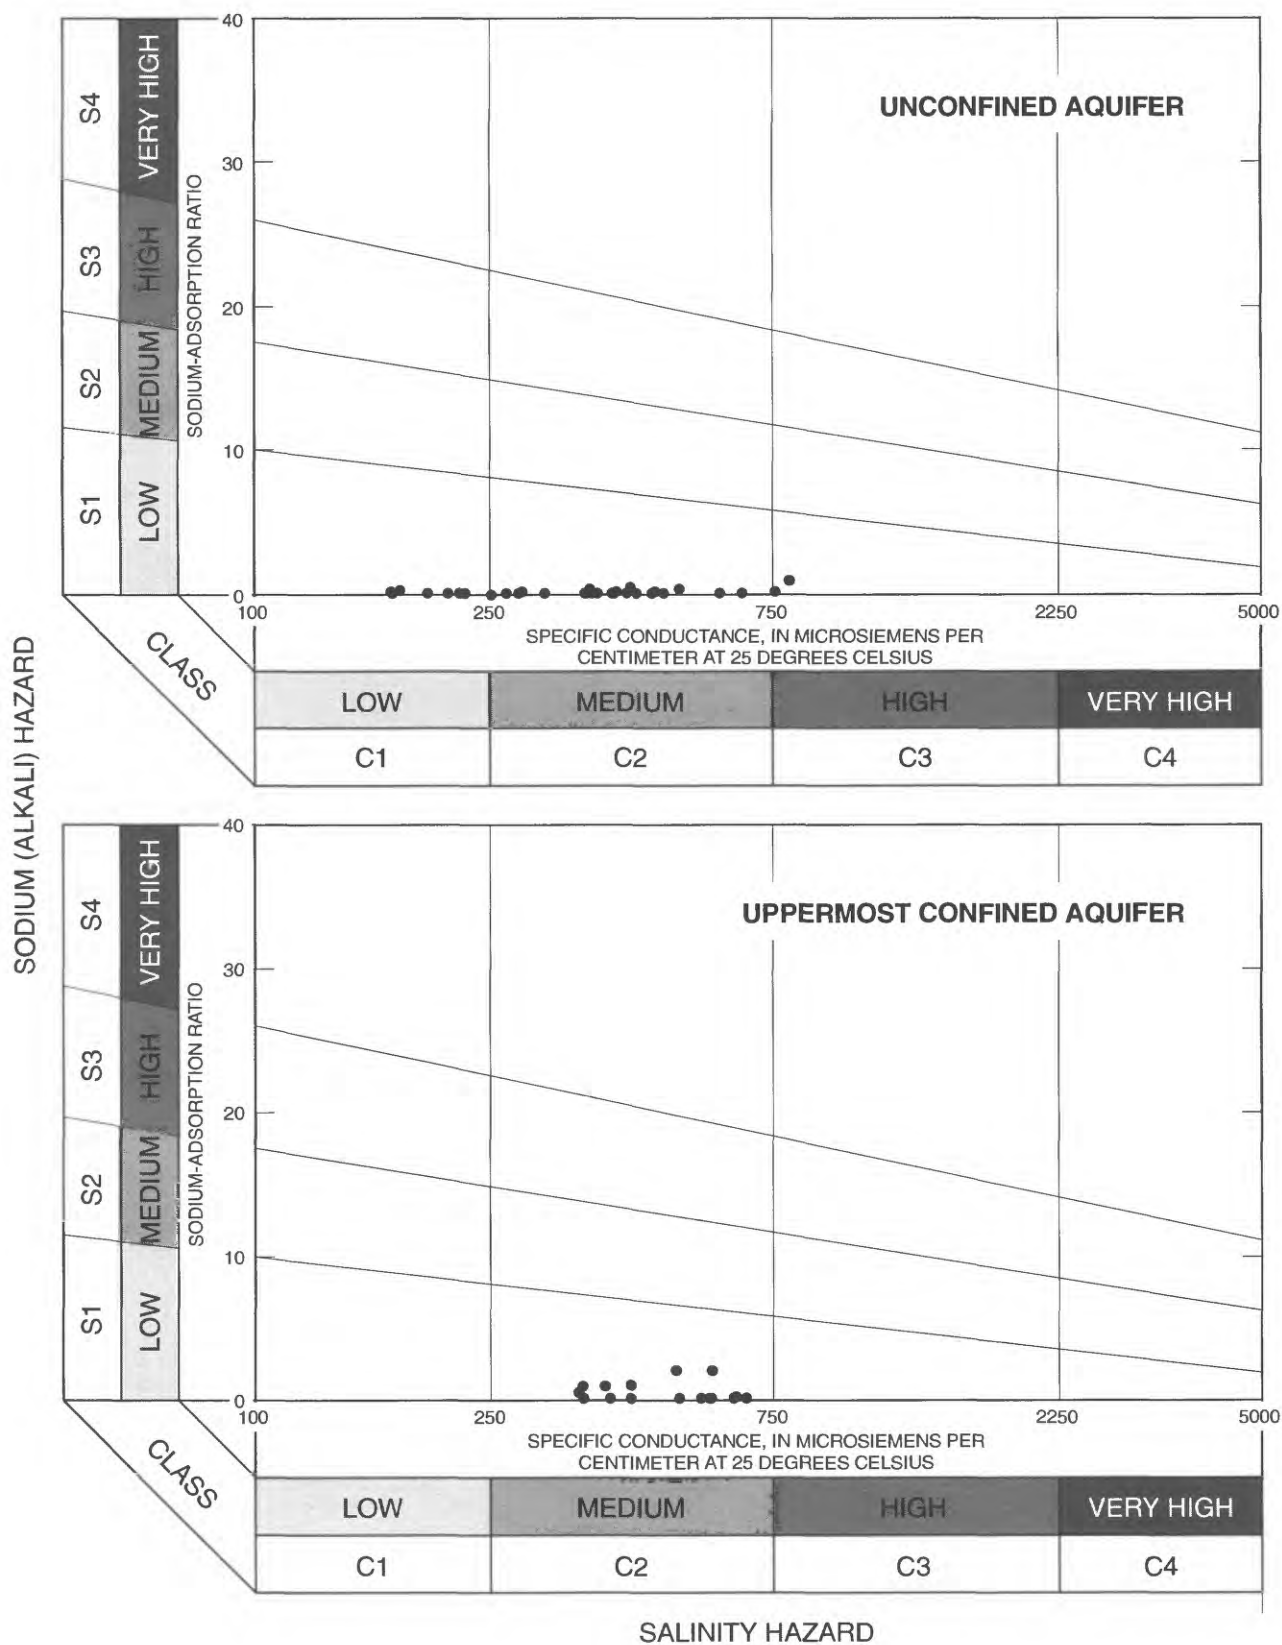 SODIUM (ALKALI) HAZARD
40
30
20
10
0
S4
S3
S2
S1
VERY HIGH
HIGH
MEDIUM
LOW
SODIUM-ADSORPTION RATIO
UNCONFINED AQUIFER
100 250 750 2250 5000
SPECIFIC CONDUCTANCE, IN MICROSIEMENS PER
CENTIMETER AT 25 DEGREES CELSIUS
CLASS
LOW MEDIUM HIGH VERY HIGH
C1 C2 C3 C4
40
30
20
10
0
S4
S3
S2
S1
VERY HIGH
HIGH
MEDIUM
LOW
SODIUM-ADSORPTION RATIO
UPPERMOST CONFINED AQUIFER
100 250 750 2250 5000
SPECIFIC CONDUCTANCE, IN MICROSIEMENS PER
CENTIMETER AT 25 DEGREES CELSIUS
CLASS
LOW MEDIUM HIGH VERY HIGH
C1 C2 C3 C4
SALINITY HAZARD